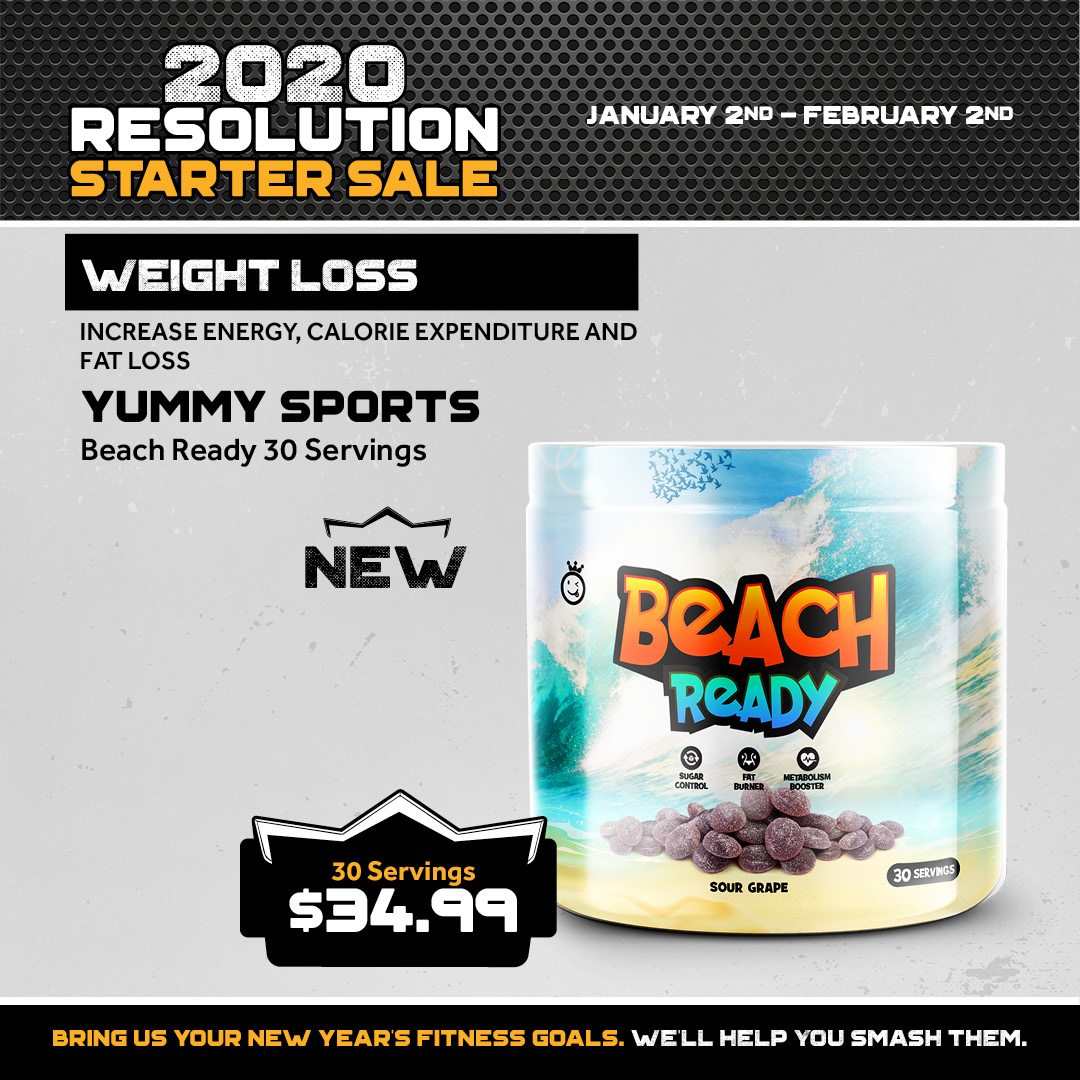 2020
RESOLUTION
STARTER SALE
JANUARY 2ND – FEBRUARY 2ND
WEIGHT LOSS
INCREASE ENERGY, CALORIE EXPENDITURE AND
FAT LOSS
YUMMY SPORTS
Beach Ready 30 Servings
NEW
BEACH
READY
SUGAR
CONTROL
FAT
BURNER
METABOLISM
BOOSTER
SOUR GRAPE
30 SERVINGS
30 Servings
$34.99
BRING US YOUR NEW YEAR'S FITNESS GOALS. WE'LL HELP YOU SMASH THEM.